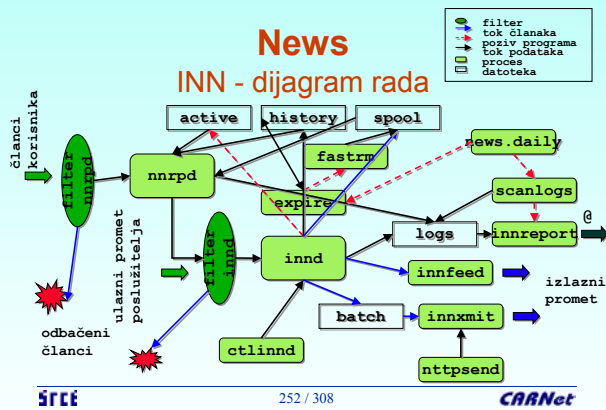 News
INN - dijagram rada
filter
tok članaka
poziv programa
tok podataka
proces
datoteka
članci
korisnika
filter
nnrpd
active
history
spool
nnrpd
fastrm
expire
news.daily
scanlogs
logs
innreport
@
ulazni promet
poslužitelja
filter
innd
innd
innfeed
izlazni
promet
batch
innxmit
odbačeni
članci
ctlinnd
nttpsend
srce
252 / 308
CARNet